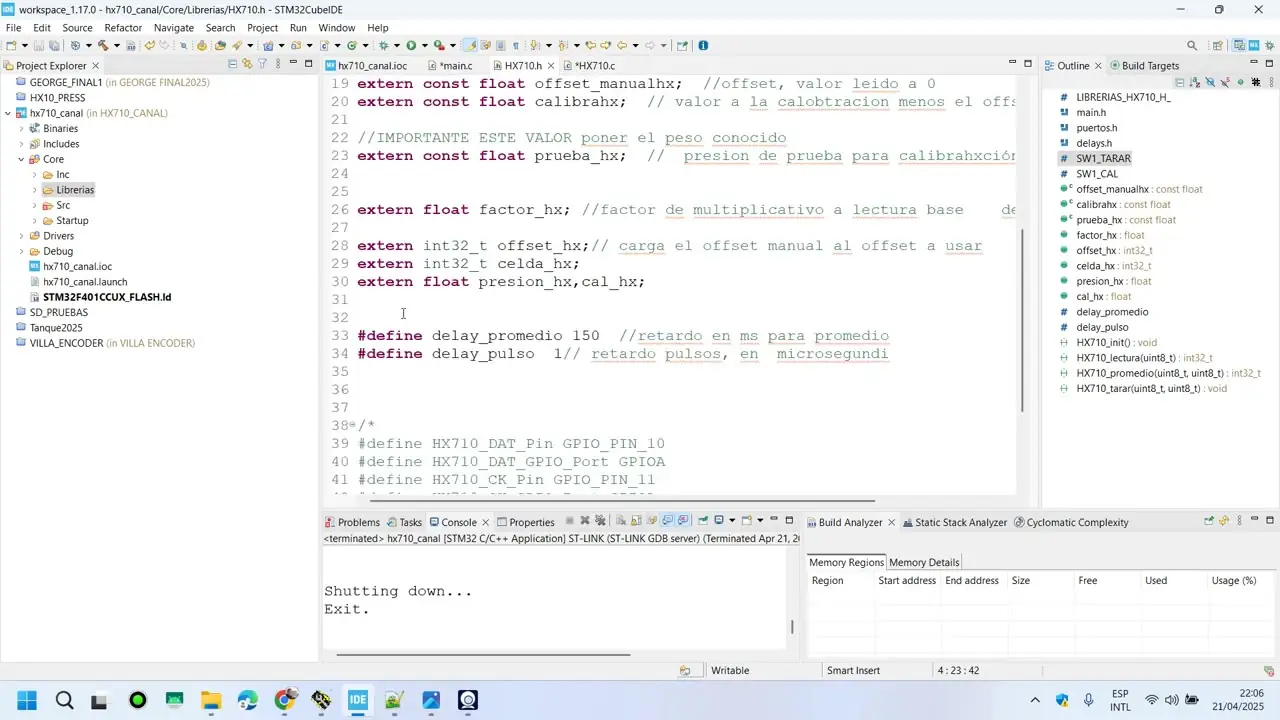 workspace_1.17.0 - hx710_canal/Core/Librerias/HX710.h - STM32CubeIDE
File Edit Source Refactor Navigate Search Project Run Window Help
Project Explorer
GEORGE_FINAL1 (in GEORGE FINAL2025)
HX10_PRESS
hx710_canal (in HX710_CANAL)
Binaries
Includes
Core
Inc
Librerias
Src
Startup
Drivers
Debug
hx710_canal.ioc
hx710_canal.launch
STM32F401CCUX_FLASH.ld
SD_PRUEBAS
Tanque2025
VILLA_ENCODER (in VILLA ENCODER)
hx710_canal.ioc *main.c HX710.h *HX710.c
19 extern const float offset_manualhx; //offset, valor leido a 0
20 extern const float calibrahx; // valor a la calobtracion menos el offs
21
22 //IMPORTANTE ESTE VALOR poner el peso conocido
23 extern const float prueba_hx; // presion de prueba para calibrahxción
24
25
26 extern float factor_hx; //factor de multiplicativo a lectura base de
27
28 extern int32_t offset_hx;// carga el offset manual al offset a usar
29 extern int32_t celda_hx;
30 extern float presion_hx,cal_hx;
31
32
33 #define delay_promedio 150 //retardo en ms para promedio
34 #define delay_pulso 1// retardo pulsos, en microsegundi
35
36
37
38 /*
39 #define HX710_DAT_Pin GPIO_PIN_10
40 #define HX710_DAT_GPIO_Port GPIOA
41 #define HX710_CK_Pin GPIO_PIN_11
Outline Build Targets
LIBRERIAS_HX710_H_
main.h
puertos.h
delays.h
SW1_TARAR
SW1_CAL
offset_manualhx : const float
calibrahx : const float
prueba_hx : const float
factor_hx : float
offset_hx : int32_t
celda_hx : int32_t
presion_hx : float
cal_hx : float
delay_promedio
delay_pulso
HX710_init() : void
HX710_lectura(uint8_t) : int32_t
HX710_promedio(uint8_t, uint8_t) : int32_t
HX710_tarar(uint8_t, uint8_t) : void
Problems Tasks Console Properties
<terminated> hx710_canal [STM32 C/C++ Application] ST-LINK (ST-LINK GDB server) (Terminated Apr 21, 2
Shutting down...
Exit.
Build Analyzer Static Stack Analyzer Cyclomatic Complexity
Memory Regions Memory Details
Region Start address End address Size Free Used Usage (%)
Writable Smart Insert 4 : 23 : 42
IDE
ESP
INTL
22:06
21/04/2025